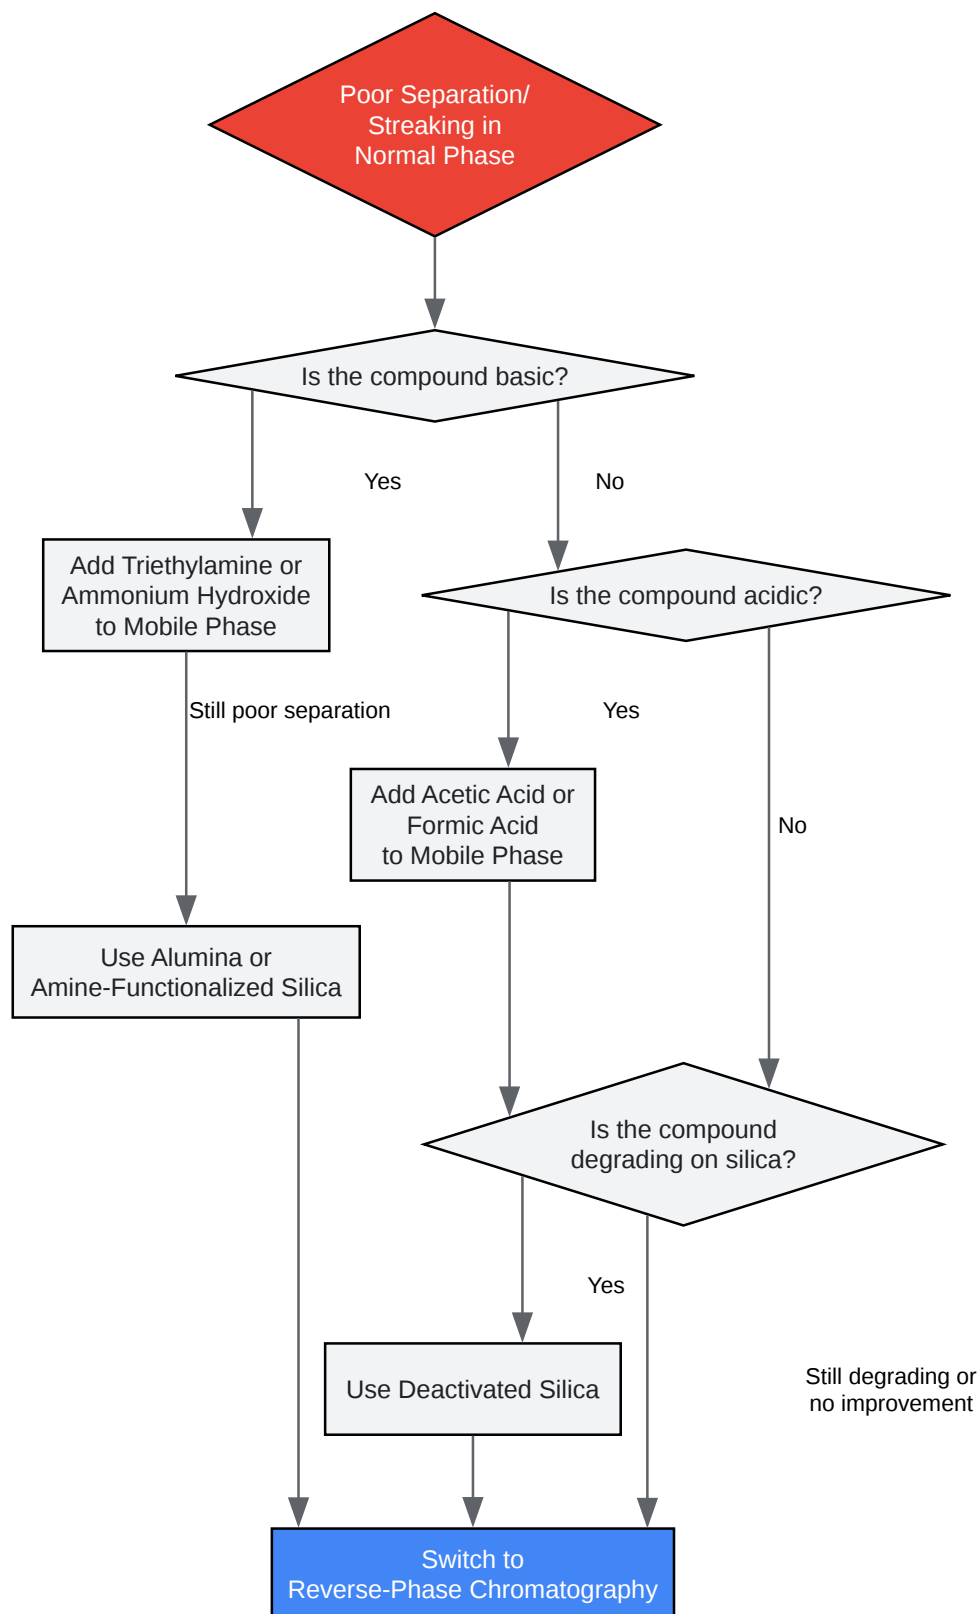 Poor Separation/
Streaking in
Normal Phase
Is the compound basic?
Yes
No
Add Triethylamine or
Ammonium Hydroxide
to Mobile Phase
Is the compound acidic?
Still poor separation
Yes
Add Acetic Acid or
Formic Acid
to Mobile Phase
No
Use Alumina or
Amine-Functionalized Silica
Is the compound
degrading on silica?
Yes
Use Deactivated Silica
Still degrading or
no improvement
Switch to
Reverse-Phase Chromatography